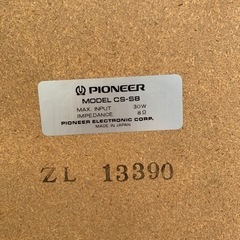 PIONEER
MODEL CS-S8
MAX. INPUT 30W
IMPEDANCE 8Ω
PIONEER ELECTRONIC CORP.
MADE IN JAPAN
ZL 13390